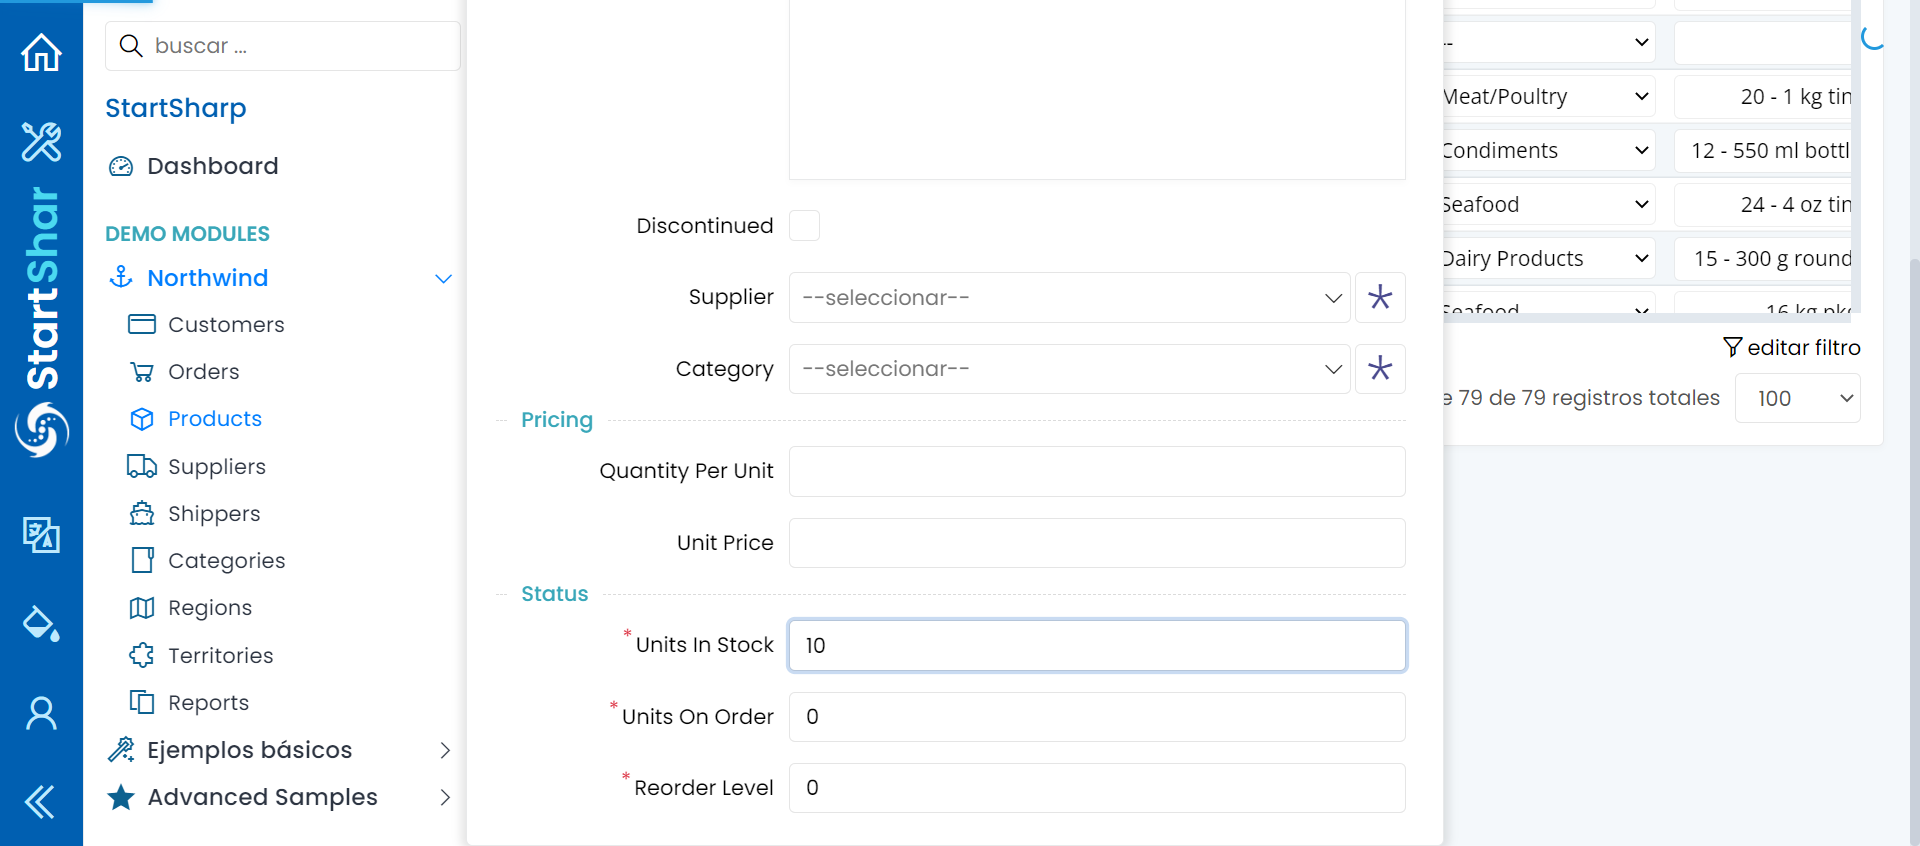 StartShar
buscar ...
StartSharp
Dashboard
DEMO MODULES
Northwind
Customers
Orders
Products
Suppliers
Shippers
Categories
Regions
Territories
Reports
Ejemplos básicos
Advanced Samples
Discontinued
Supplier --seleccionar--
Category --seleccionar--
Pricing
Quantity Per Unit
Unit Price
Status
*Units In Stock 10
*Units On Order 0
*Reorder Level 0
--
Meat/Poultry 20 - 1 kg tin
Condiments 12 - 550 ml bottl
Seafood 24 - 4 oz tin
Dairy Products 15 - 300 g round
Seafood 16 kg pkg
editar filtro
e 79 de 79 registros totales 100